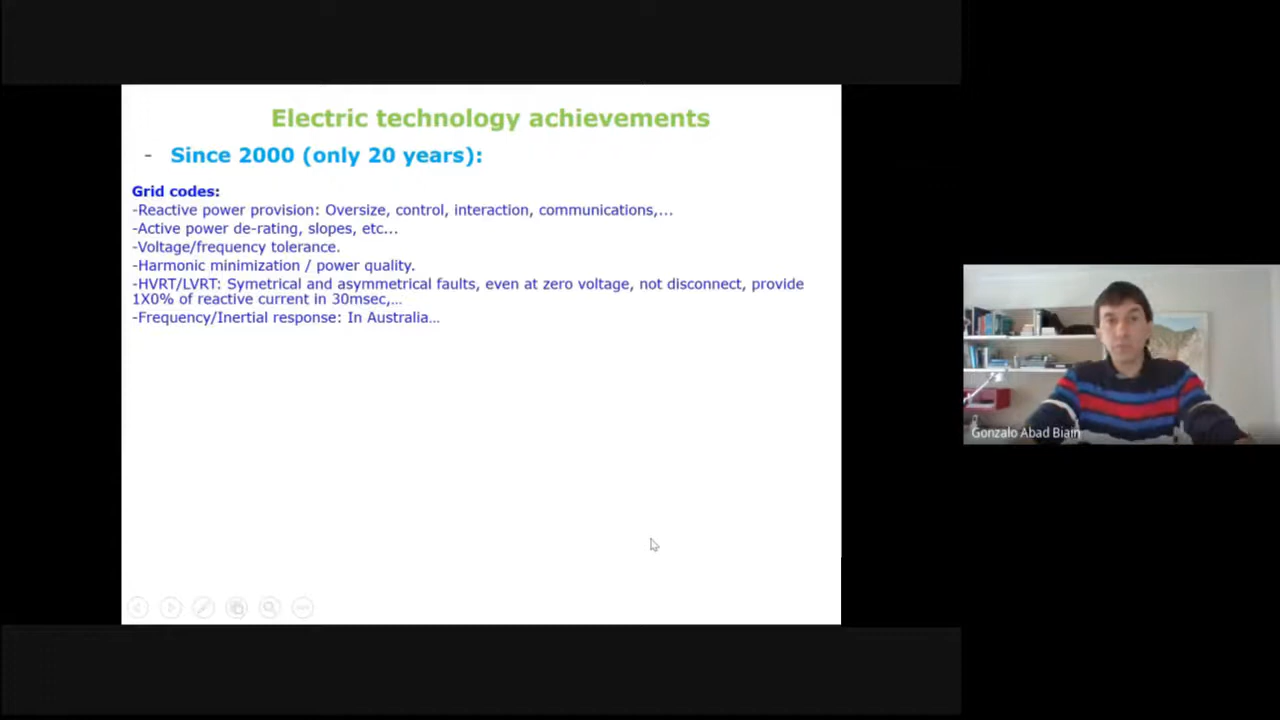 Electric technology achievements
- Since 2000 (only 20 years):
Grid codes:
-Reactive power provision: Oversize, control, interaction, communications,...
-Active power de-rating, slopes, etc...
-Voltage/frequency tolerance.
-Harmonic minimization / power quality.
-HVRT/LVRT: Symetrical and asymmetrical faults, even at zero voltage, not disconnect, provide
1X0% of reactive current in 30msec,...
-Frequency/Inertial response: In Australia...
Gonzalo Abad Biain